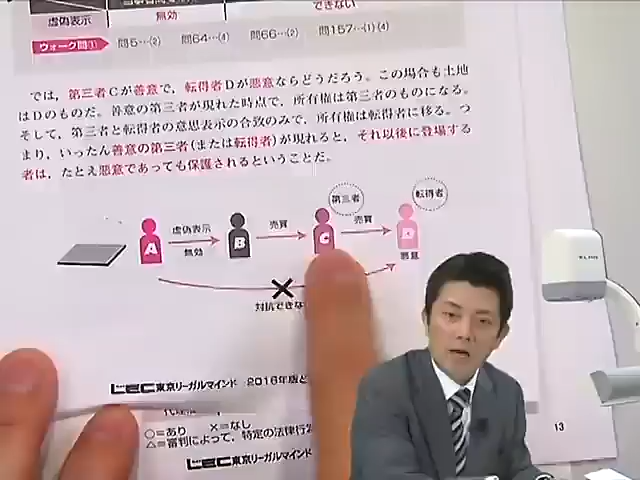 虚偽表示
無効
できない
ウォーク問① 問5…(2) 問64…(4) 問66…(2) 問157…(1)(4)
では，第三者Cが善意で，転得者Dが悪意ならどうだろう。この場合も土地
はDのものだ。善意の第三者が現れた時点で，所有権は第三者のものになる。
そして，第三者と転得者の意思表示の合致のみで，所有権は転得者に移る。つ
まり，いったん善意の第三者(または転得者)が現れると，それ以後に登場する
者は，たとえ悪意であっても保護されるということだ。
第三者
転得者
虚偽表示
売買
売買
A
B
C
D
無効
悪意
対抗できな
LEC東京リーガルマインド 2016年版
○=あり ×=なし
△=審判によって，特定の法律行
LEC東京リーガルマインド
13